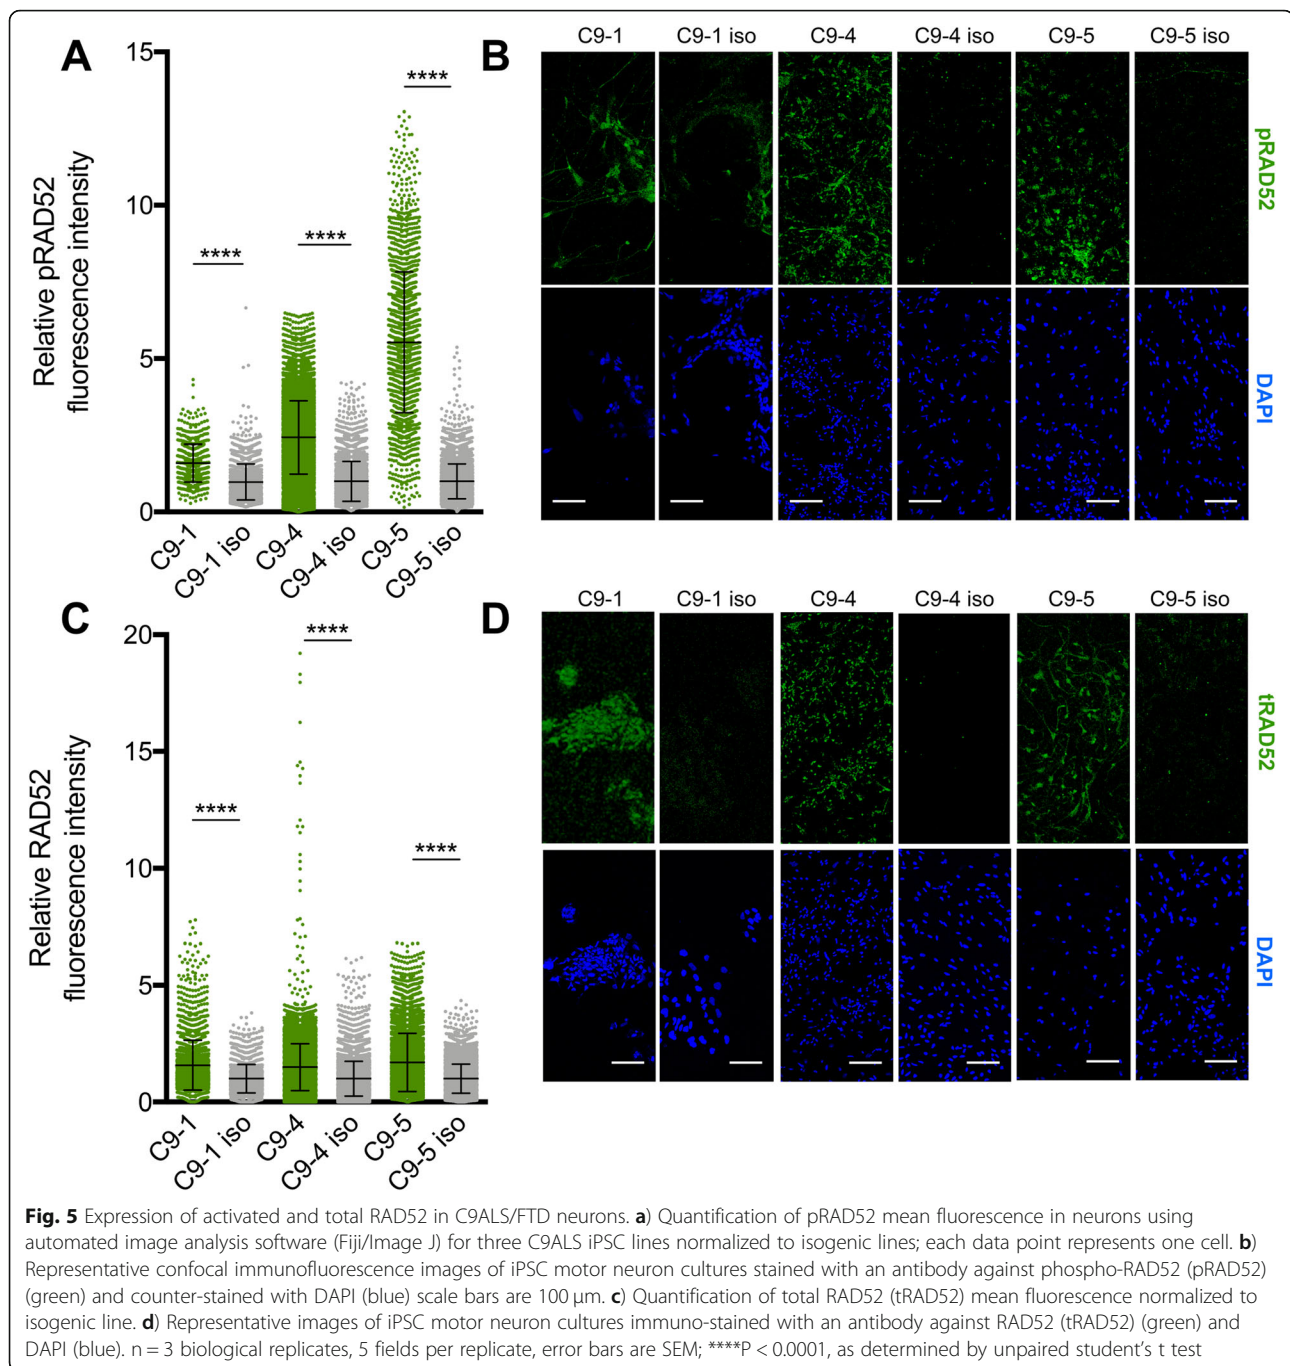 A
15
10
5
0
Relative pRAD52
fluorescence intensity
****
****
****
C9-1
C9-1 iso
C9-4
C9-4 iso
C9-5
C9-5 iso
B
C9-1 C9-1 iso C9-4 C9-4 iso C9-5 C9-5 iso
pRAD52
DAPI
C
20
15
10
5
0
Relative RAD52
fluorescence intensity
****
****
****
C9-1
C9-1 iso
C9-4
C9-4 iso
C9-5
C9-5 iso
D
C9-1 C9-1 iso C9-4 C9-4 iso C9-5 C9-5 iso
tRAD52
DAPI
Fig. 5 Expression of activated and total RAD52 in C9ALS/FTD neurons. a) Quantification of pRAD52 mean fluorescence in neurons using
automated image analysis software (Fiji/Image J) for three C9ALS iPSC lines normalized to isogenic lines; each data point represents one cell. b)
Representative confocal immunofluorescence images of iPSC motor neuron cultures stained with an antibody against phospho-RAD52 (pRAD52)
(green) and counter-stained with DAPI (blue) scale bars are 100 μm. c) Quantification of total RAD52 (tRAD52) mean fluorescence normalized to
isogenic line. d) Representative images of iPSC motor neuron cultures immuno-stained with an antibody against RAD52 (tRAD52) (green) and
DAPI (blue). n = 3 biological replicates, 5 fields per replicate, error bars are SEM; ****P < 0.0001, as determined by unpaired student's t test